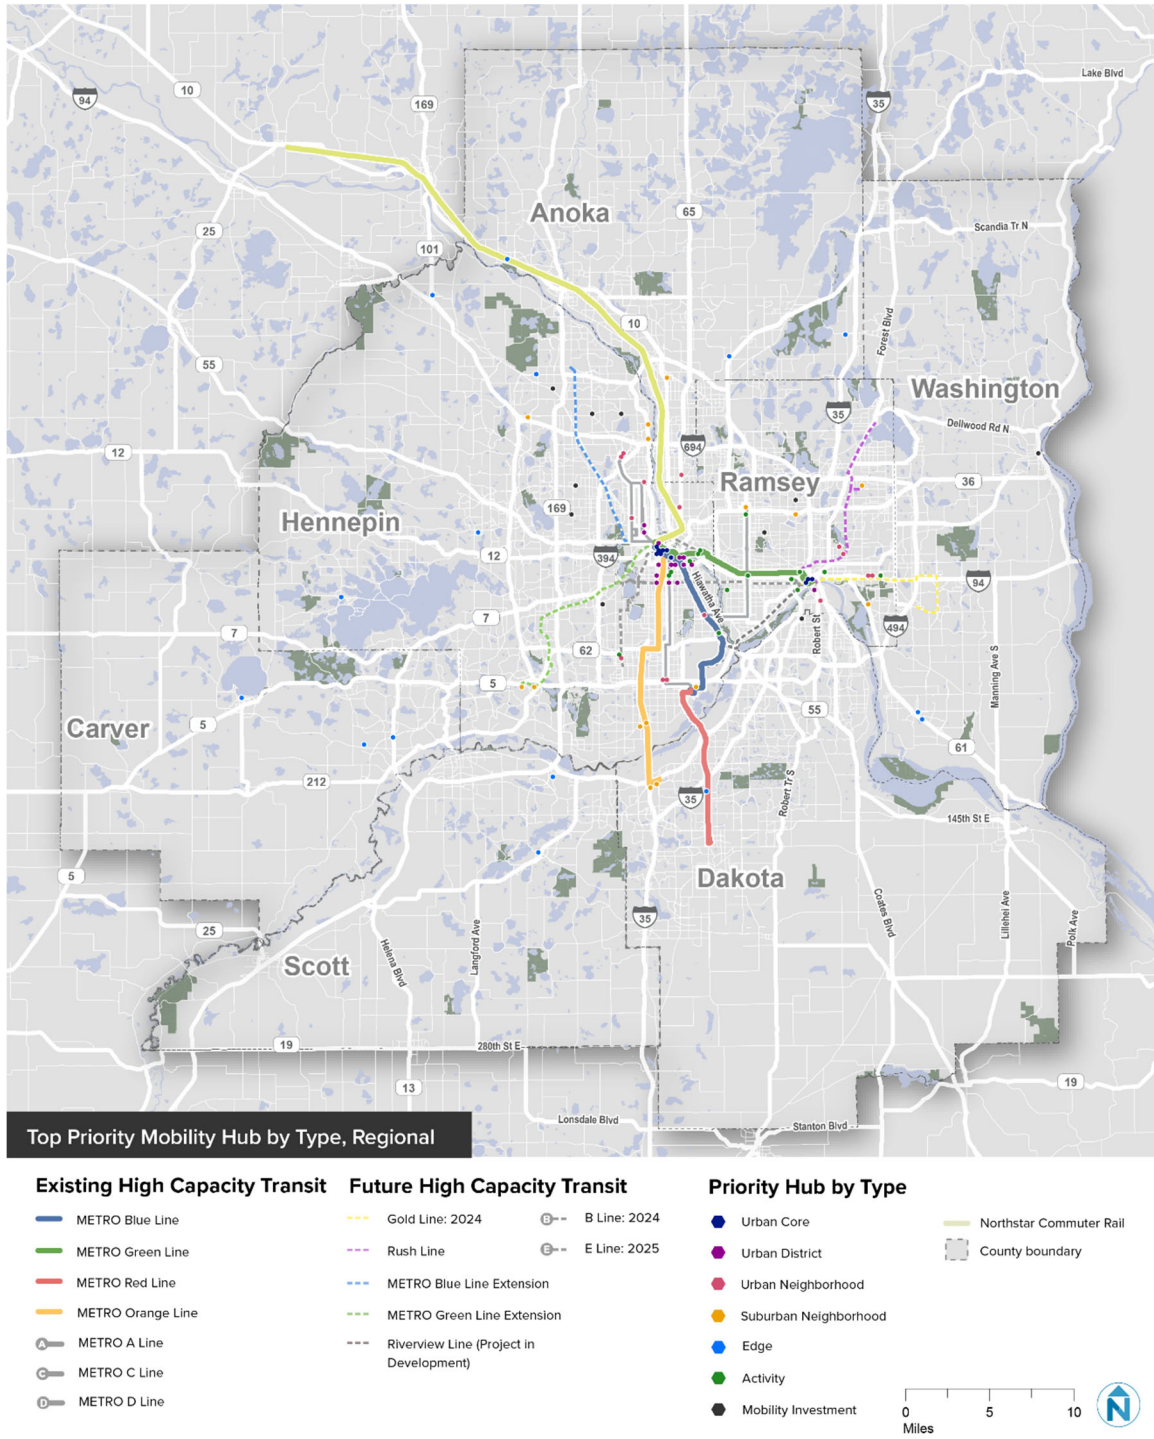 Lake Blvd
94
10
169
35
Anoka
65
25
Scandia Tr N
101
10
Forest Blvd
55
Washington
35
Dellwood Rd N
694
12
Ramsey
36
169
Hennepin
394
12
94
Hiawatha Ave
7
494
7
62
Robert St
5
Manning Ave S
Carver
5
55
61
212
35
Robert Tr S
145th St E
5
Dakota
25
35
Coates Blvd
Lillehei Ave
Polk Ave
Helena Blvd
Langford Ave
Scott
19
280th St E
13
19
Lonsdale Blvd
Stanton Blvd
Top Priority Mobility Hub by Type, Regional
Existing High Capacity Transit
METRO Blue Line
METRO Green Line
METRO Red Line
METRO Orange Line
A METRO A Line
C METRO C Line
D METRO D Line
Future High Capacity Transit
Gold Line: 2024
Rush Line
METRO Blue Line Extension
METRO Green Line Extension
Riverview Line (Project in
Development)
B B Line: 2024
E E Line: 2025
Priority Hub by Type
Urban Core
Urban District
Urban Neighborhood
Suburban Neighborhood
Edge
Activity
Mobility Investment
Northstar Commuter Rail
County boundary
0 5 10
Miles
N